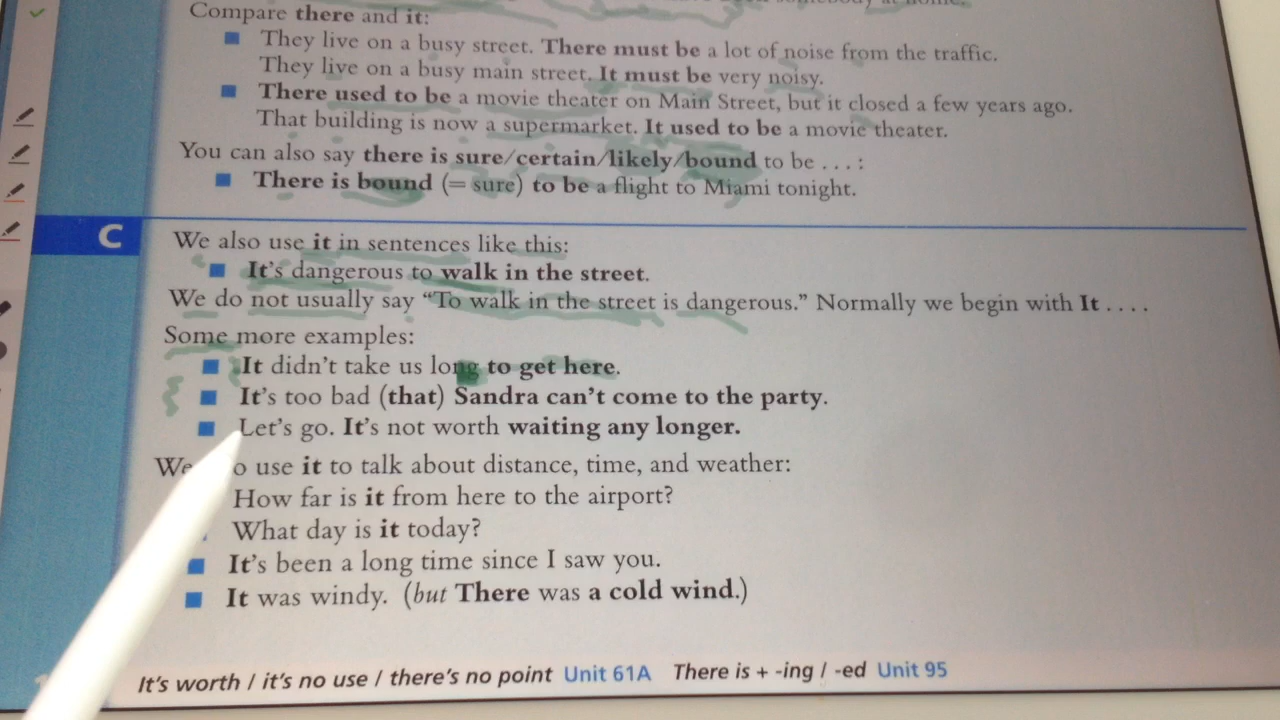 Compare there and it:
■ They live on a busy street. There must be a lot of noise from the traffic.
They live on a busy main street. It must be very noisy.
■ There used to be a movie theater on Main Street, but it closed a few years ago.
That building is now a supermarket. It used to be a movie theater.
You can also say there is sure/certain/likely/bound to be . . . :
■ There is bound (= sure) to be a flight to Miami tonight.
C
We also use it in sentences like this:
■ It's dangerous to walk in the street.
We do not usually say “To walk in the street is dangerous.” Normally we begin with It . . . .
Some more examples:
■ It didn't take us long to get here.
■ It's too bad (that) Sandra can't come to the party.
■ Let's go. It's not worth waiting any longer.
We use it to talk about distance, time, and weather:
How far is it from here to the airport?
What day is it today?
■ It's been a long time since I saw you.
■ It was windy. (but There was a cold wind.)
It's worth / it's no use / there's no point Unit 61A There is + -ing / -ed Unit 95